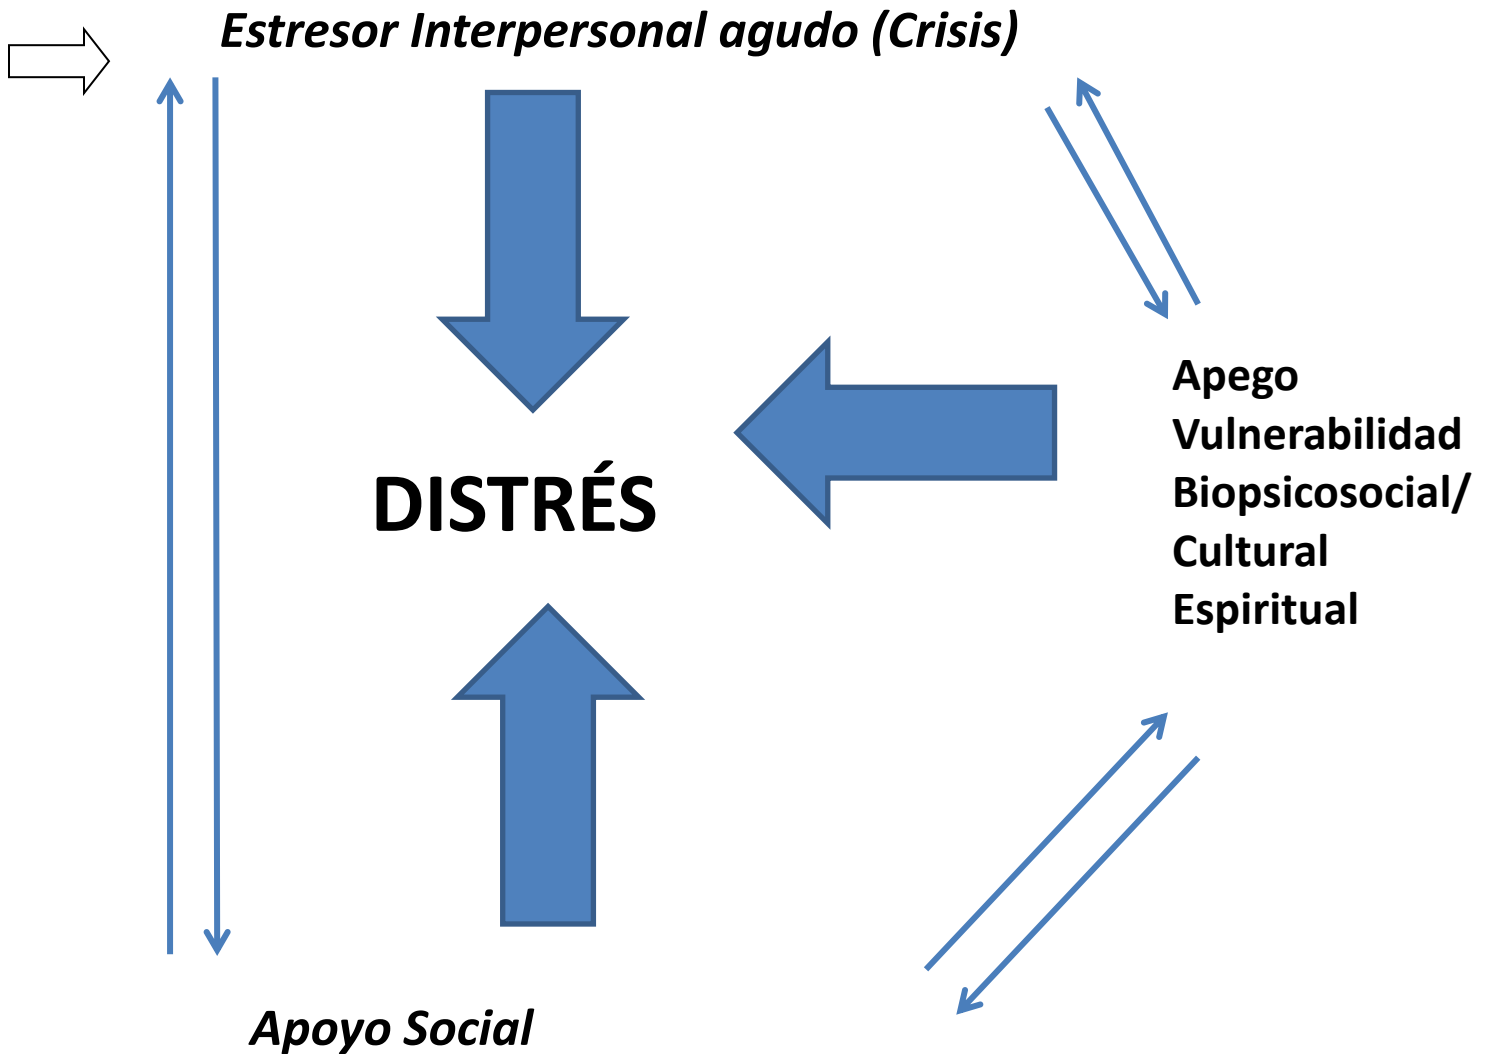 Estresor Interpersonal agudo (Crisis)
DISTRÉS
Apego
Vulnerabilidad
Biopsicosocial/
Cultural
Espiritual
Apoyo Social